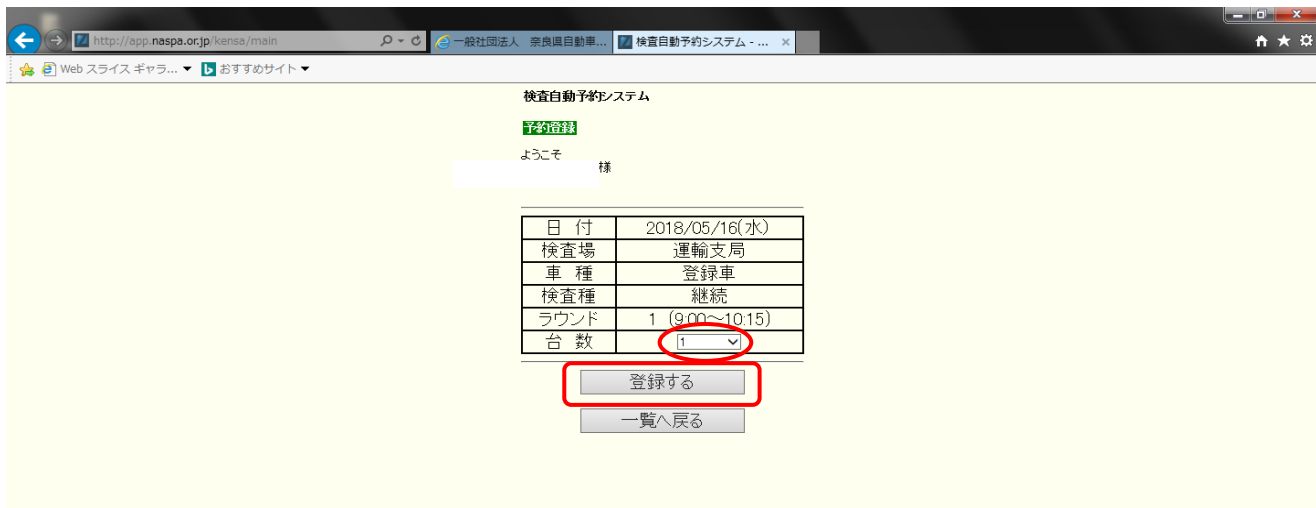 http://app.naspa.or.jp/kensa/main
一般社団法人 奈良県自動車...
検査自動予約システム - ...
Web スライス ギャラ...
おすすめサイト
検査自動予約システム
予約登録
ようこそ
様
日 付 2018/05/16(水)
検査場 運輸支局
車 種 登録車
検査種 継続
ラウンド 1 (9:00～10:15)
台 数 1
登録する
一覧へ戻る